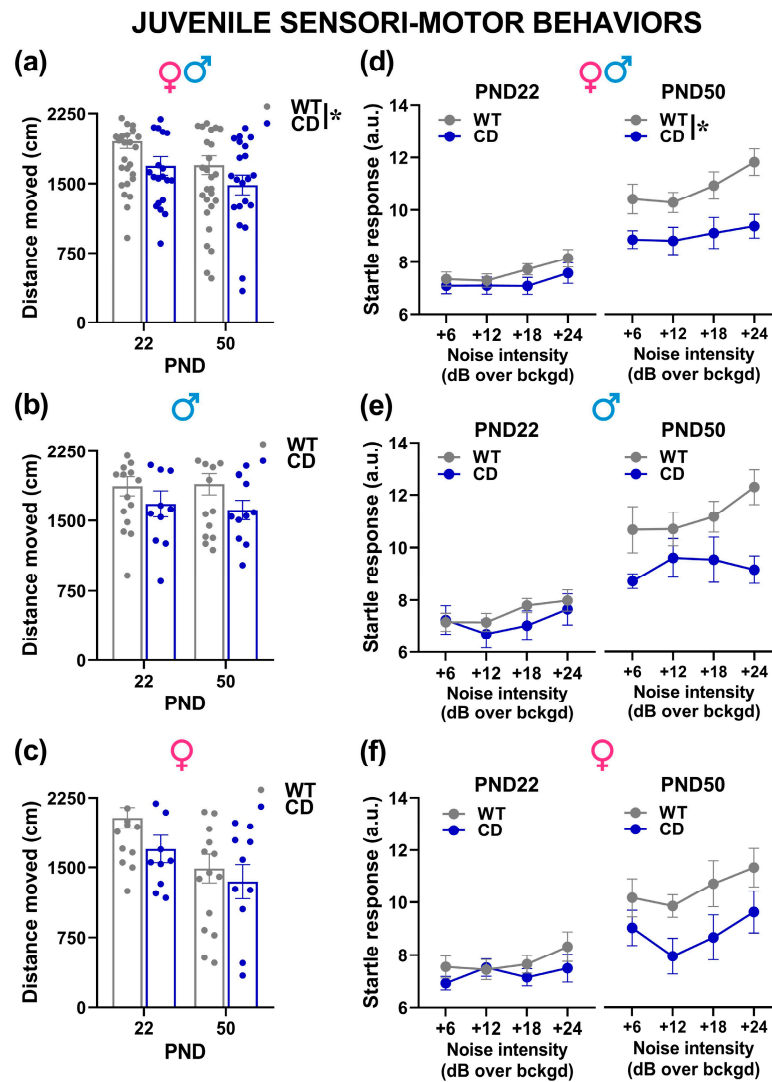 JUVENILE SENSORI-MOTOR BEHAVIORS
(a)
♀♂
WT
CD
*
Distance moved (cm)
2250
1500
750
0
22
50
PND
(d)
♀♂
PND22
PND50
WT
CD
WT
CD
*
Startle response (a.u.)
14
12
10
8
6
+6
+12
+18
+24
+6
+12
+18
+24
Noise intensity
(dB over bckgd)
Noise intensity
(dB over bckgd)
(b)
♂
WT
CD
Distance moved (cm)
2250
1500
750
0
22
50
PND
(e)
♂
PND22
PND50
WT
CD
WT
CD
Startle response (a.u.)
14
12
10
8
6
+6
+12
+18
+24
+6
+12
+18
+24
Noise intensity
(dB over bckgd)
Noise intensity
(dB over bckgd)
(c)
♀
WT
CD
Distance moved (cm)
2250
1500
750
0
22
50
PND
(f)
♀
PND22
PND50
WT
CD
WT
CD
Startle response (a.u.)
14
12
10
8
6
+6
+12
+18
+24
+6
+12
+18
+24
Noise intensity
(dB over bckgd)
Noise intensity
(dB over bckgd)